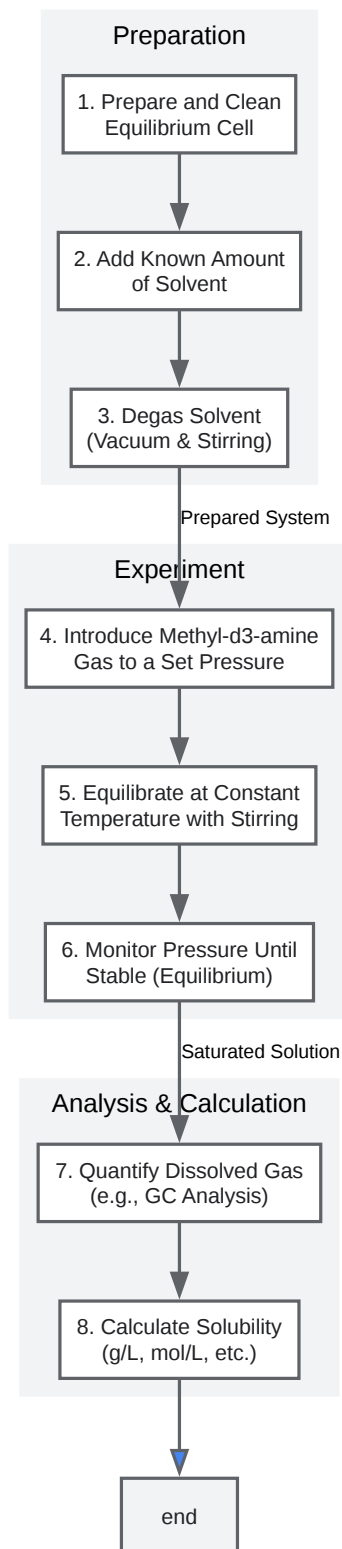 Preparation
1. Prepare and Clean
Equilibrium Cell
2. Add Known Amount
of Solvent
3. Degas Solvent
(Vacuum & Stirring)
Prepared System
Experiment
4. Introduce Methyl-d3-amine
Gas to a Set Pressure
5. Equilibrate at Constant
Temperature with Stirring
6. Monitor Pressure Until
Stable (Equilibrium)
Saturated Solution
Analysis & Calculation
7. Quantify Dissolved Gas
(e.g., GC Analysis)
8. Calculate Solubility
(g/L, mol/L, etc.)
end